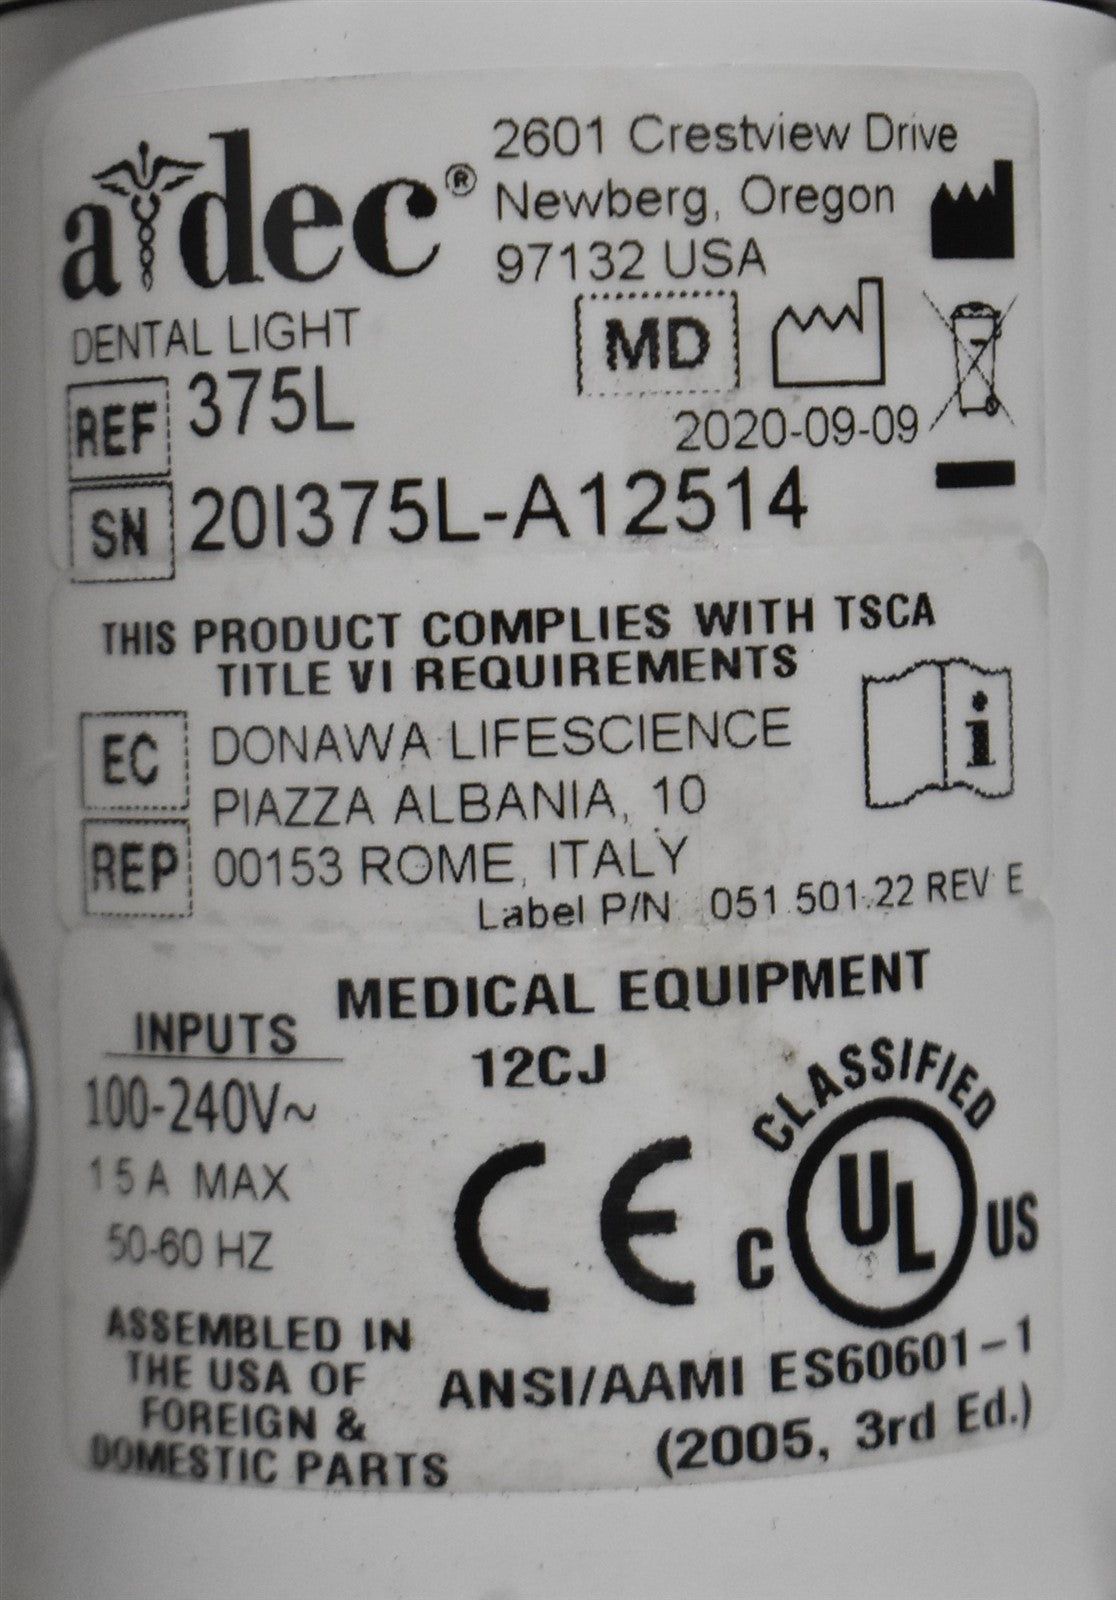 a dec®
2601 Crestview Drive
Newberg, Oregon
97132 USA
DENTAL LIGHT
MD
REF 375L
2020-09-09
SN 20I375L-A12514
THIS PRODUCT COMPLIES WITH TSCA
TITLE VI REQUIREMENTS
EC REP
DONAWA LIFESCIENCE
PIAZZA ALBANIA, 10
00153 ROME, ITALY
i
Label P/N 051.501.22 REV E
MEDICAL EQUIPMENT
12CJ
INPUTS
100-240V~
1 5 A MAX
50-60 HZ
CE
CLASSIFIED
C UL US
ASSEMBLED IN
THE USA OF
FOREIGN &
DOMESTIC PARTS
ANSI/AAMI ES60601-1
(2005, 3rd Ed.)